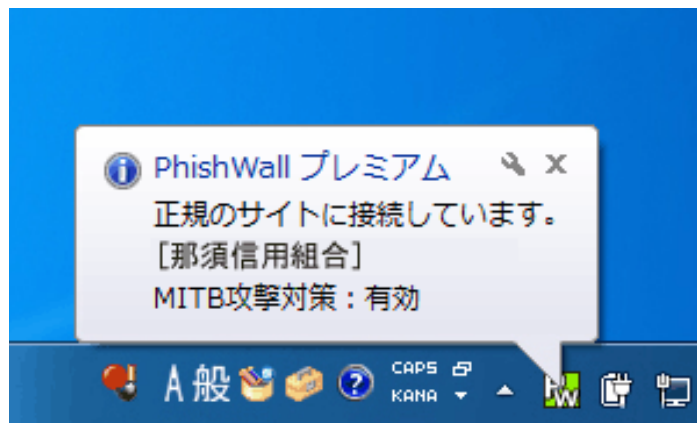 PhishWall プレミアム
正規のサイトに接続しています。
[那須信用組合]
MITB攻撃対策:有効
A 般
CAPS
KANA